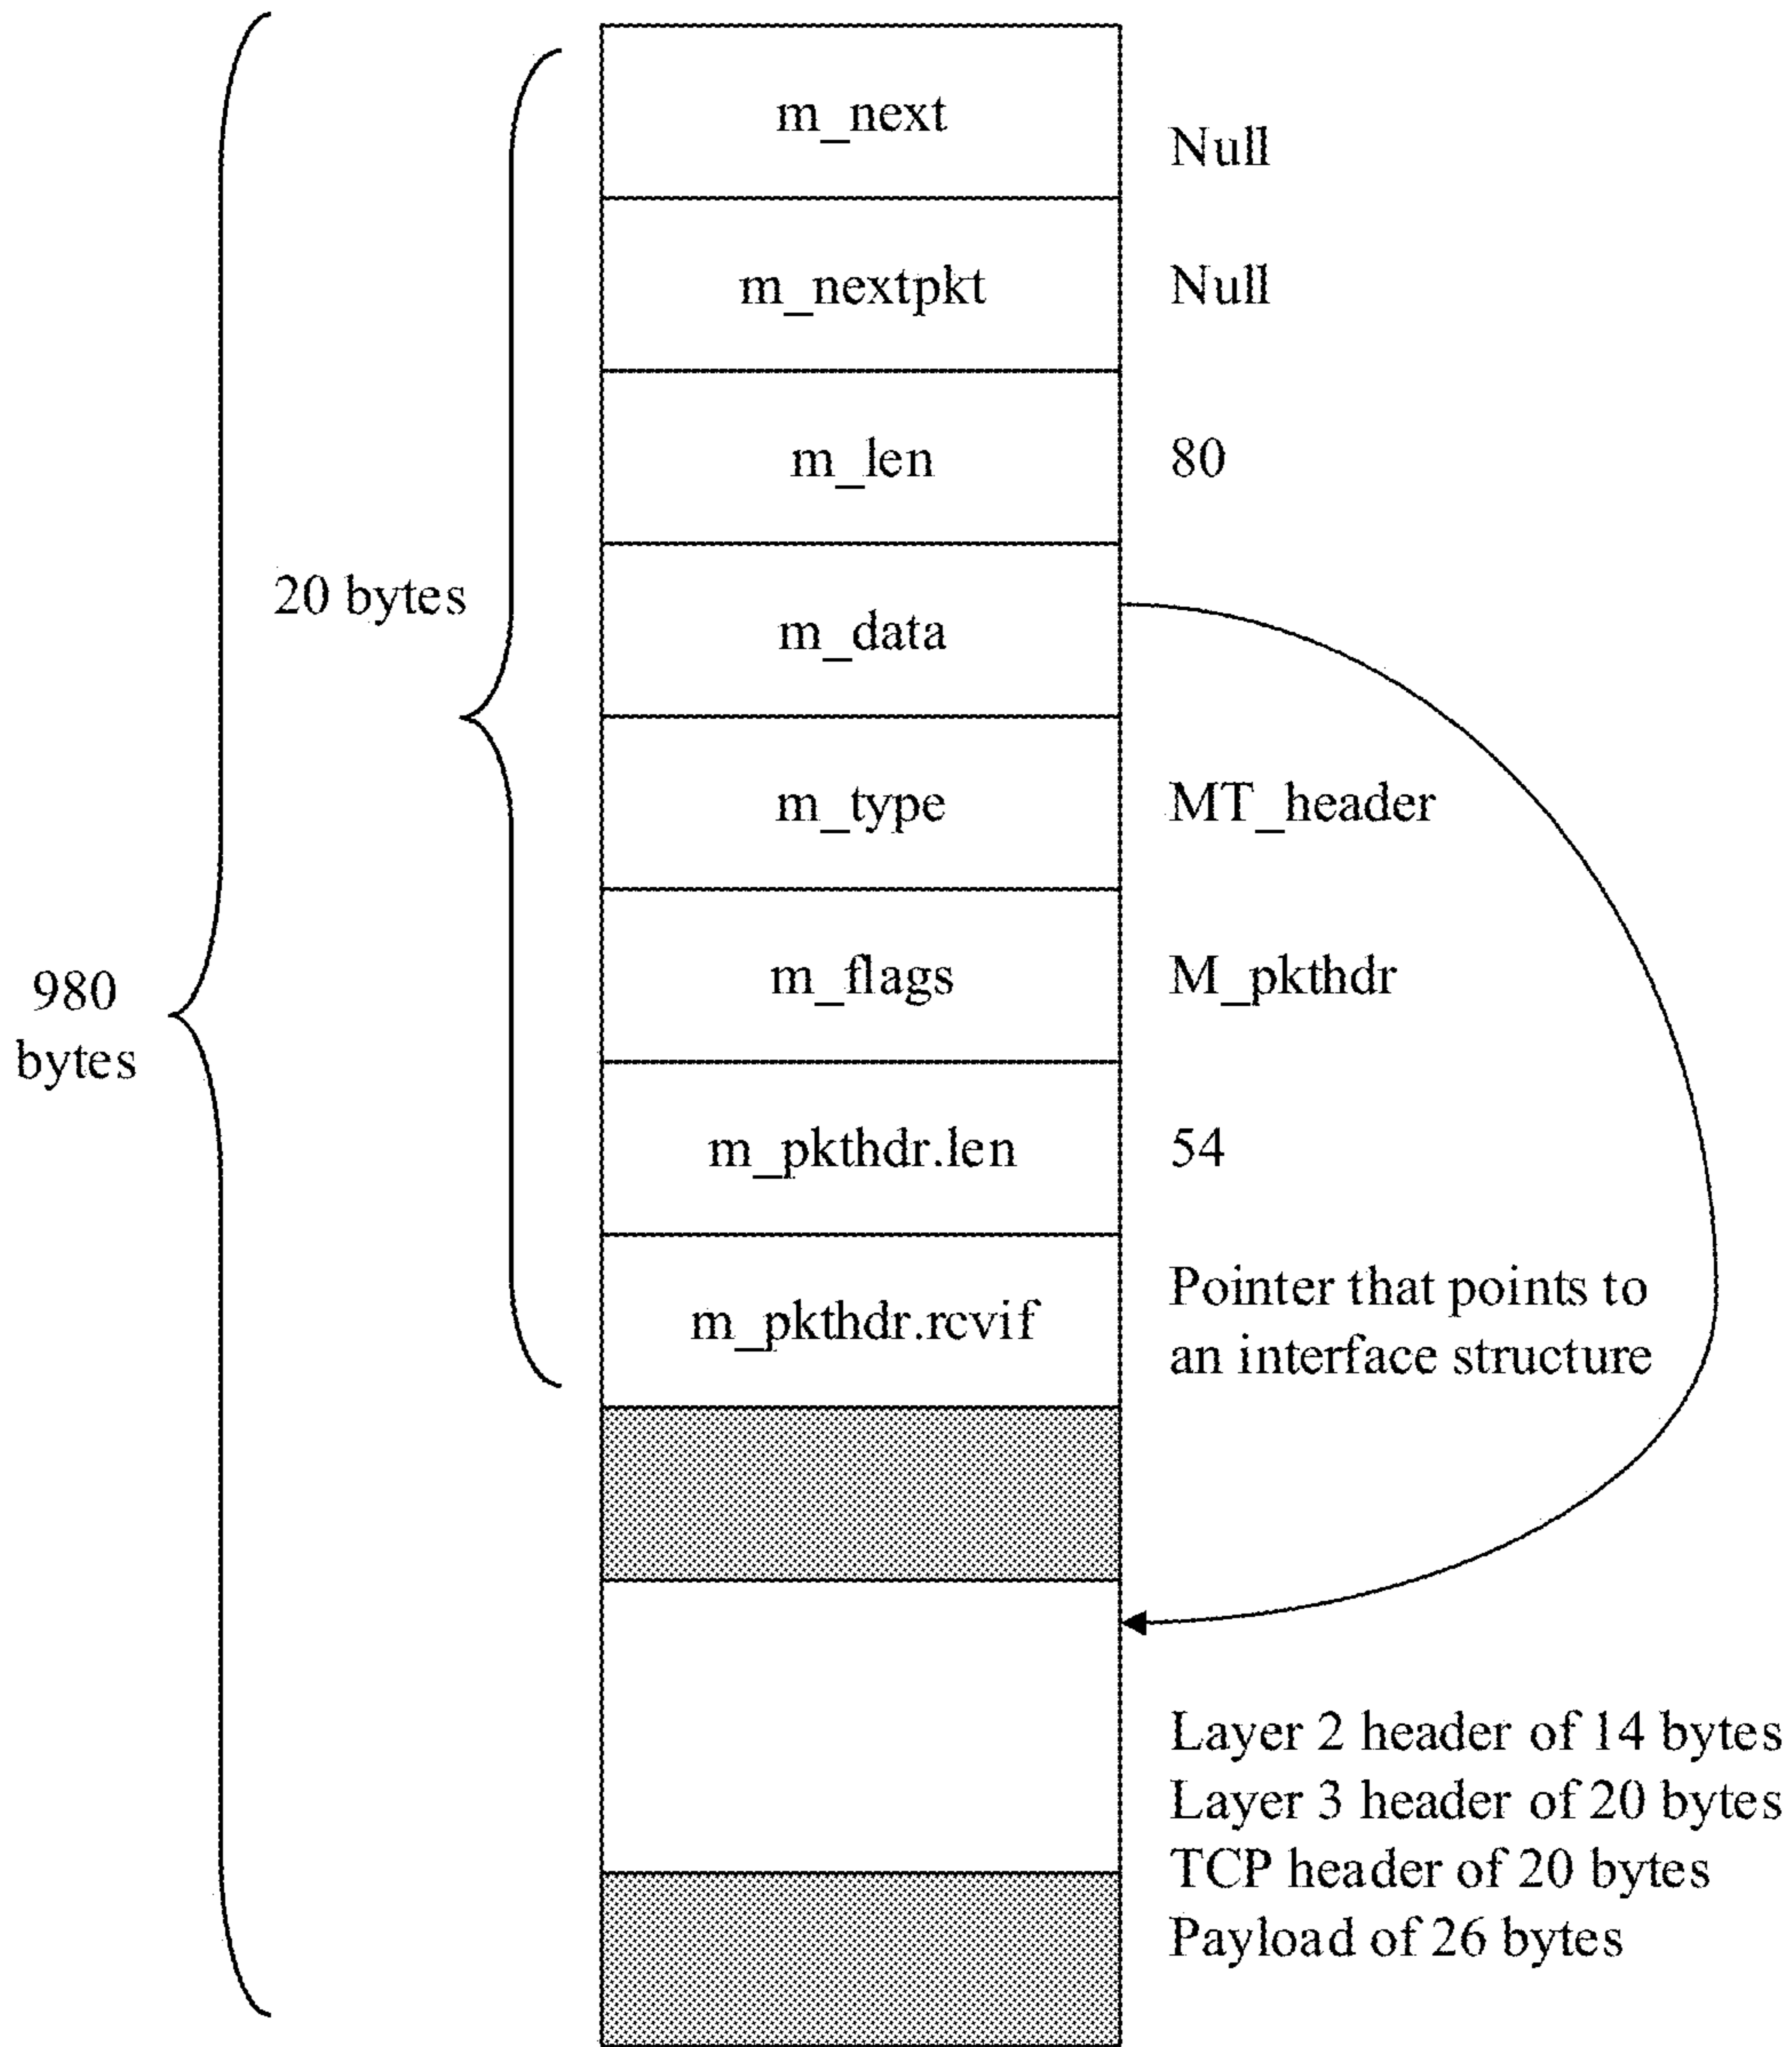 m_next
Null
m_nextpkt
Null
m_len
80
20 bytes
m_data
m_type
MT_header
m_flags
M_pkthdr
980
bytes
m_pkthdr.len
54
m_pkthdr.rcvif
Pointer that points to
an interface structure
Layer 2 header of 14 bytes
Layer 3 header of 20 bytes
TCP header of 20 bytes
Payload of 26 bytes